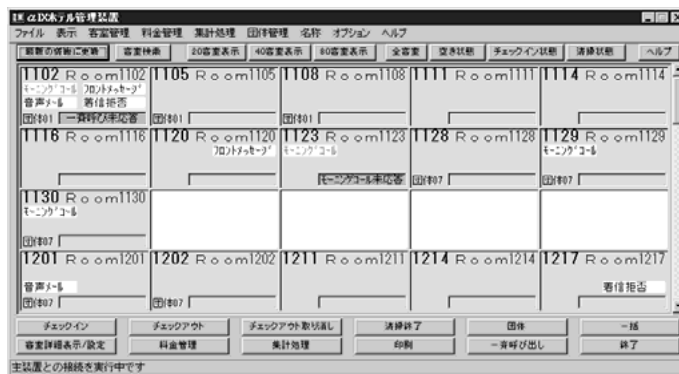 αIXホテル管理装置
ファイル 表示 客室管理 料金管理 集計処理 団体管理 名称 オプション ヘルプ
最新の情報に更新 客室検索 20客室表示 40客室表示 80客室表示 全客室 空き状態 チェックイン状態 清掃状態 ヘルプ
1102 Room1102 1105 Room1105 1108 Room1108 1111 Room1111 1114 Room1114
モーニングコール フロントメッセージ
音声メール 着信拒否
団体01 一斉呼び未応答 団体01 団体01
1116 Room1116 1120 Room1120 1123 Room1123 1128 Room1128 1129 Room1129
フロントメッセージ モーニングコール モーニングコール
モーニングコール未応答 団体07 団体07
1130 Room1130
モーニングコール
団体07
1201 Room1201 1202 Room1202 1211 Room1211 1214 Room1214 1217 Room1217
音声メール 着信拒否
団体07 団体07
チェックイン チェックアウト チェックアウト取り消し 清掃終了 団体 一括
客室詳細表示/設定 料金管理 集計処理 印刷 一斉呼び出し 終了
主装置との接続を実行中です